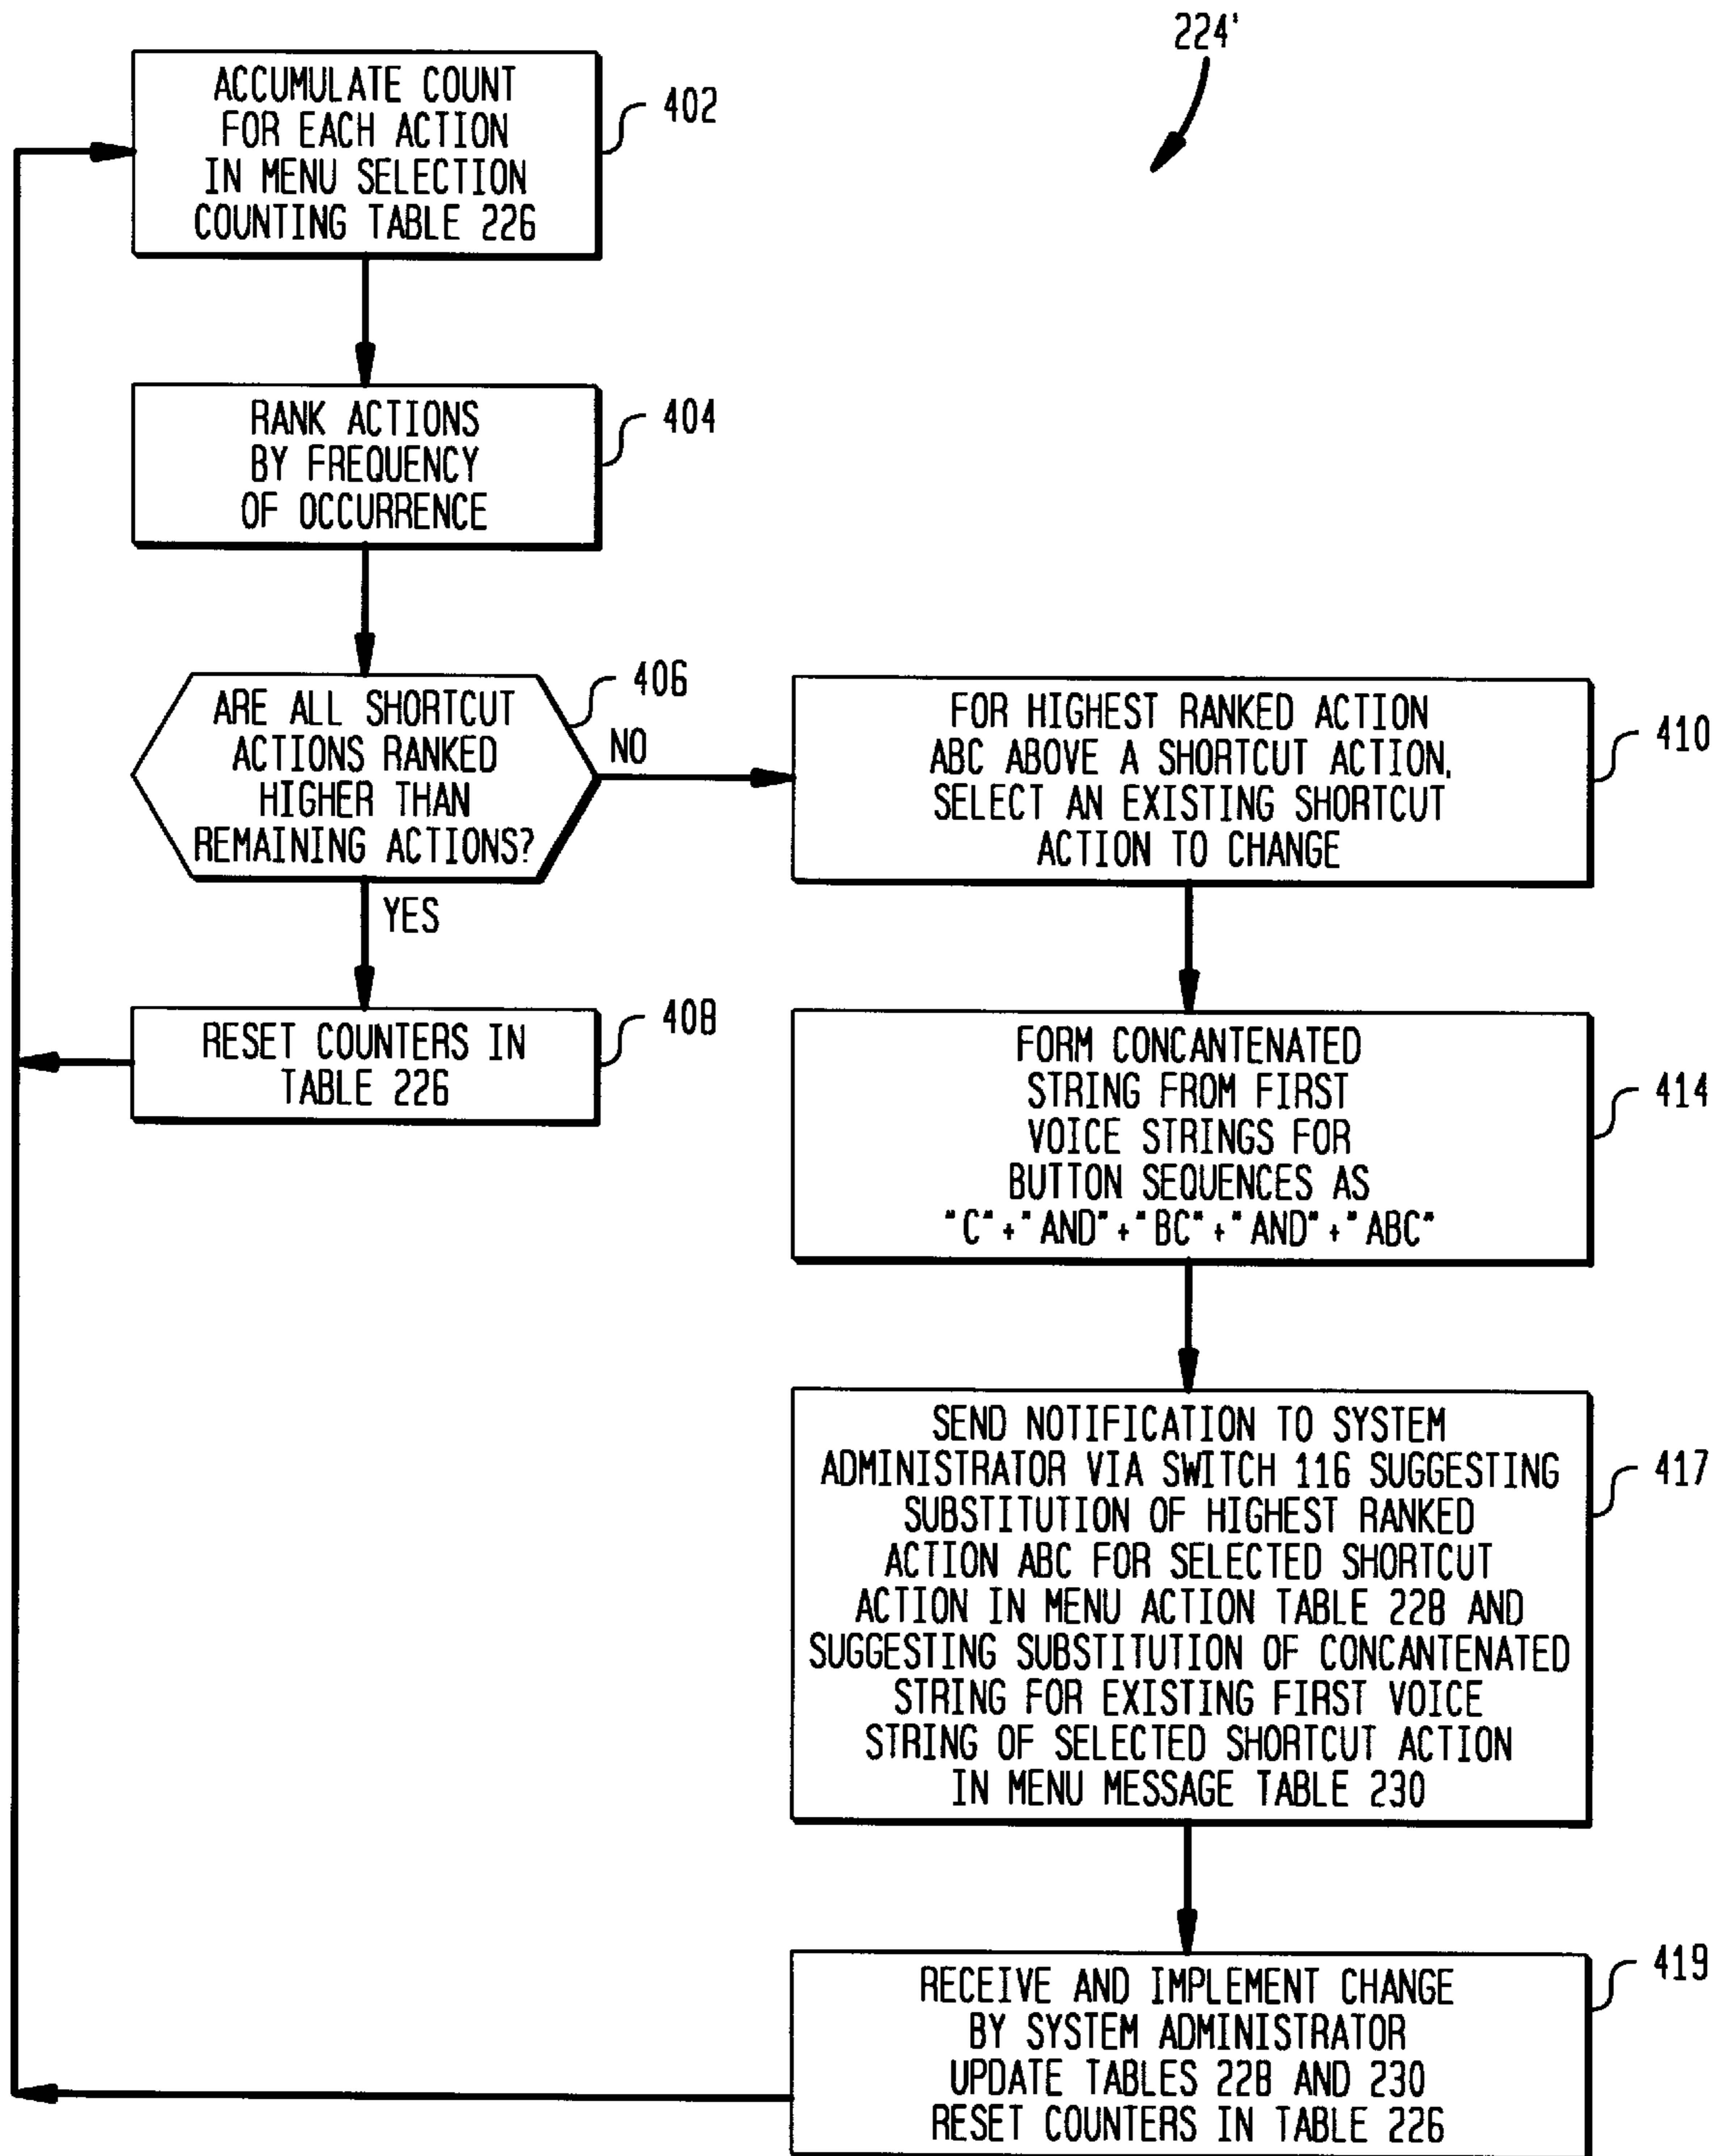 224'
ACCUMULATE COUNT
FOR EACH ACTION
IN MENU SELECTION
COUNTING TABLE 226
402
RANK ACTIONS
BY FREQUENCY
OF OCCURRENCE
404
ARE ALL SHORTCUT
ACTIONS RANKED
HIGHER THAN
REMAINING ACTIONS?
406
NO
YES
RESET COUNTERS IN
TABLE 226
408
FOR HIGHEST RANKED ACTION
ABC ABOVE A SHORTCUT ACTION,
SELECT AN EXISTING SHORTCUT
ACTION TO CHANGE
410
FORM CONCANTENATED
STRING FROM FIRST
VOICE STRINGS FOR
BUTTON SEQUENCES AS
"C"+"AND"+"BC"+"AND"+"ABC"
414
SEND NOTIFICATION TO SYSTEM
ADMINISTRATOR VIA SWITCH 116 SUGGESTING
SUBSTITUTION OF HIGHEST RANKED
ACTION ABC FOR SELECTED SHORTCUT
ACTION IN MENU ACTION TABLE 228 AND
SUGGESTING SUBSTITUTION OF CONCANTENATED
STRING FOR EXISTING FIRST VOICE
STRING OF SELECTED SHORTCUT ACTION
IN MENU MESSAGE TABLE 230
417
RECEIVE AND IMPLEMENT CHANGE
BY SYSTEM ADMINISTRATOR
UPDATE TABLES 228 AND 230
RESET COUNTERS IN TABLE 226
419